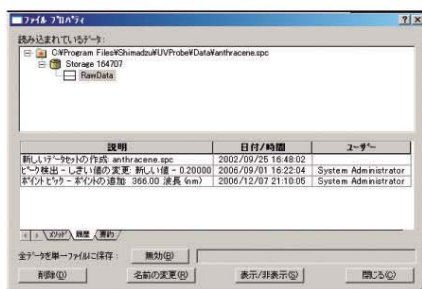 ファイル プロパティ
読み込まれているデータ:
C:¥Program Files¥Shimadzu¥UVProbe¥Data¥anthracene.spc
Storage 164707
RawData
説明 日付/時間 ユーザー
新しいデータセットの作成: anthracene.spc 2002/09/25 16:48:02
ピーク検出 - しきい値の変更: 新しい値 - 0.20000 2006/09/01 16:22:04 System Administrator
ポイントピック - ポイントの追加: 366.00 波長 (nm) 2006/12/07 21:10:05 System Administrator
メソッド 履歴 要約
全データを単一ファイルに保存: 無効(B)
削除(D) 名前の変更(R) 表示/非表示(S) 閉じる(C)